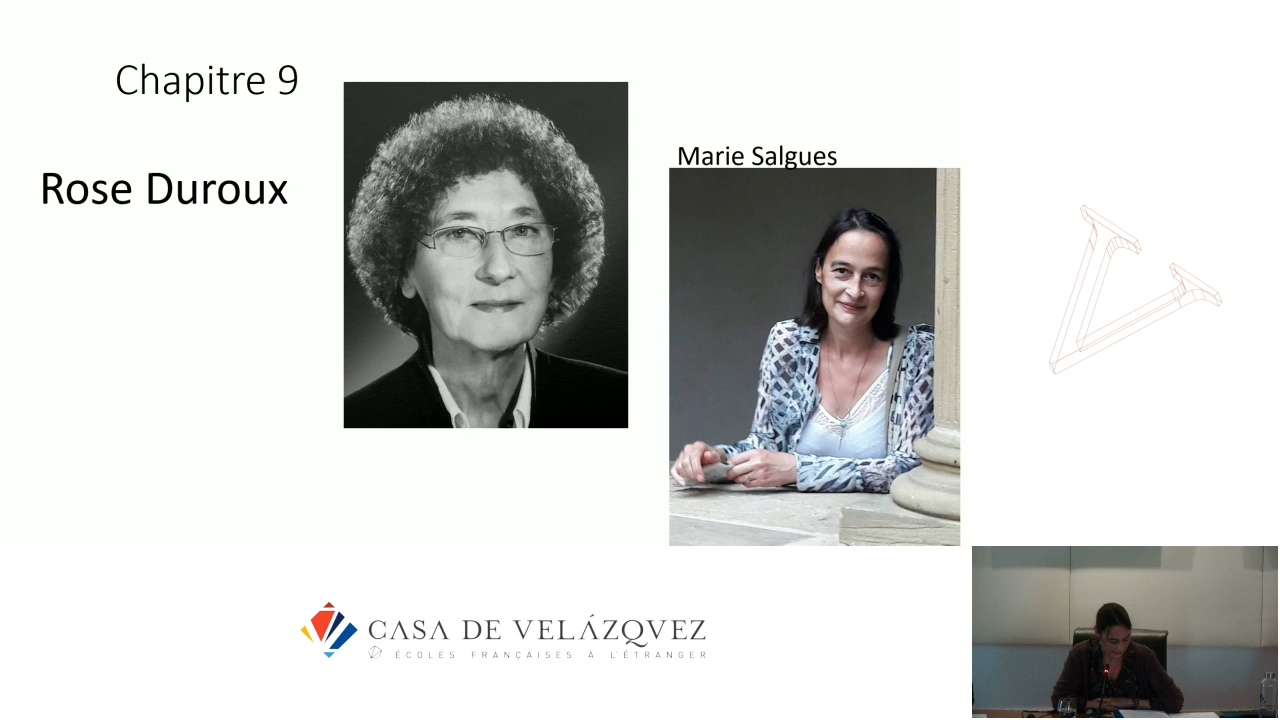 Chapitre 9
Rose Duroux
Marie Salgues
CASA DE VELÁZQVEZ
ÉCOLES FRANÇAISES À L'ÉTRANGER